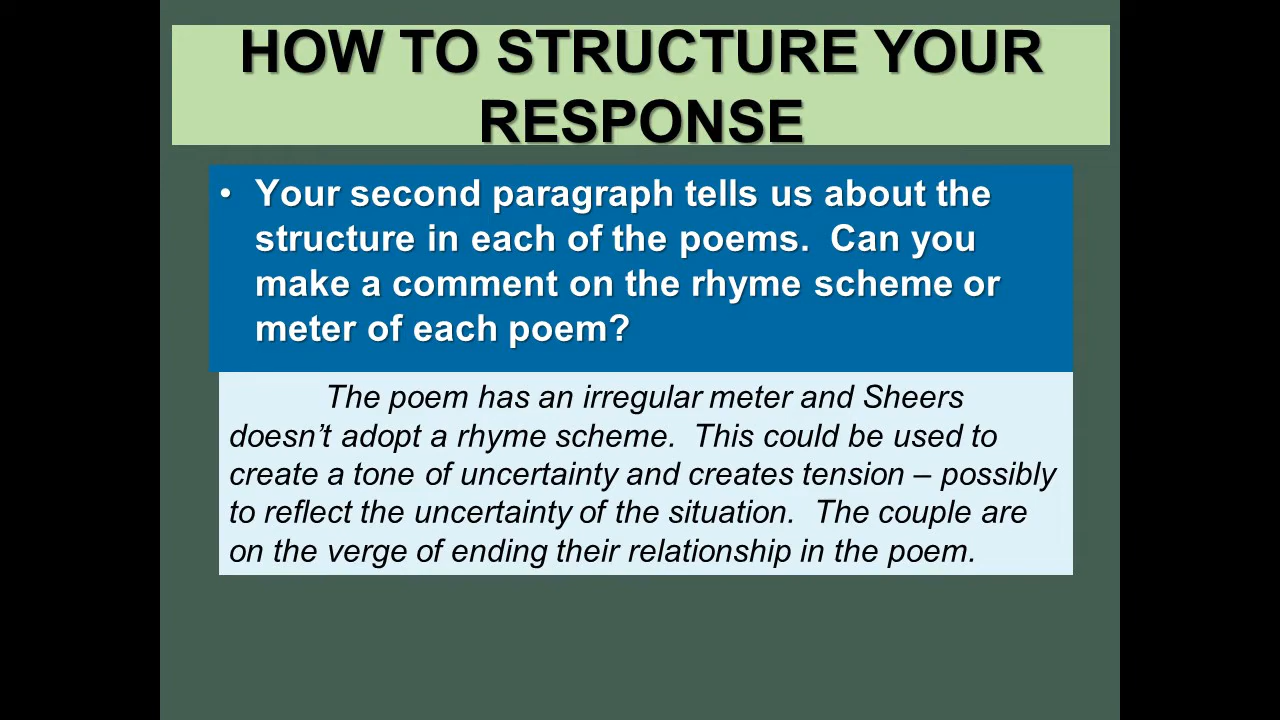 HOW TO STRUCTURE YOUR
RESPONSE
• Your second paragraph tells us about the
structure in each of the poems.  Can you
make a comment on the rhyme scheme or
meter of each poem?
The poem has an irregular meter and Sheers
doesn’t adopt a rhyme scheme.  This could be used to
create a tone of uncertainty and creates tension – possibly
to reflect the uncertainty of the situation.  The couple are
on the verge of ending their relationship in the poem.